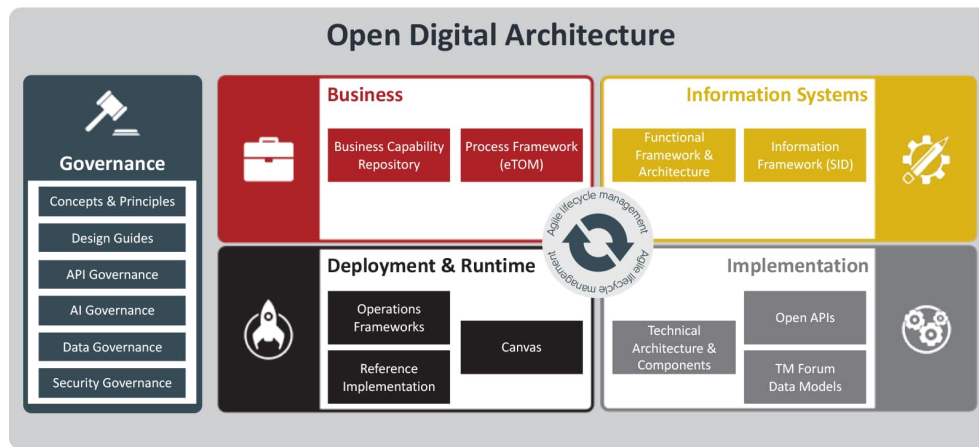 Open Digital Architecture
Governance
Concepts & Principles
Design Guides
API Governance
AI Governance
Data Governance
Security Governance
Business
Business Capability
Repository
Process Framework
(eTOM)
Information Systems
Functional
Framework &
Architecture
Information
Framework (SID)
Agile lifecycle management
Agile lifecycle management
Deployment & Runtime
Operations
Frameworks
Reference
Implementation
Canvas
Implementation
Technical
Architecture &
Components
Open APIs
TM Forum
Data Models